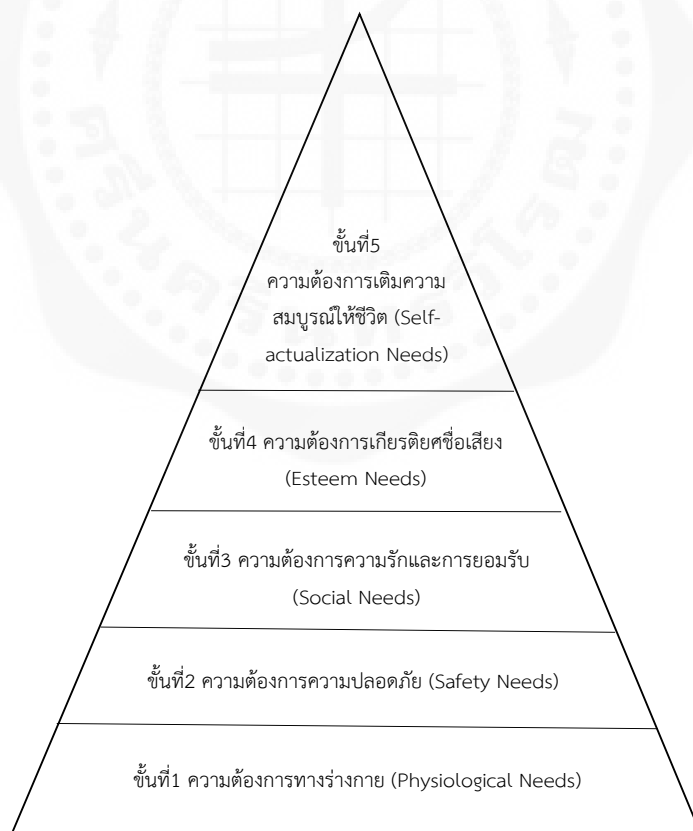 ขั้นที่5
ความต้องการเติมความ
สมบูรณ์ให้ชีวิต (Self-
actualization Needs)
ขั้นที่4 ความต้องการเกียรติยศชื่อเสียง
(Esteem Needs)
ขั้นที่3 ความต้องการความรักและการยอมรับ
(Social Needs)
ขั้นที่2 ความต้องการความปลอดภัย (Safety Needs)
ขั้นที่1 ความต้องการทางร่างกาย (Physiological Needs)